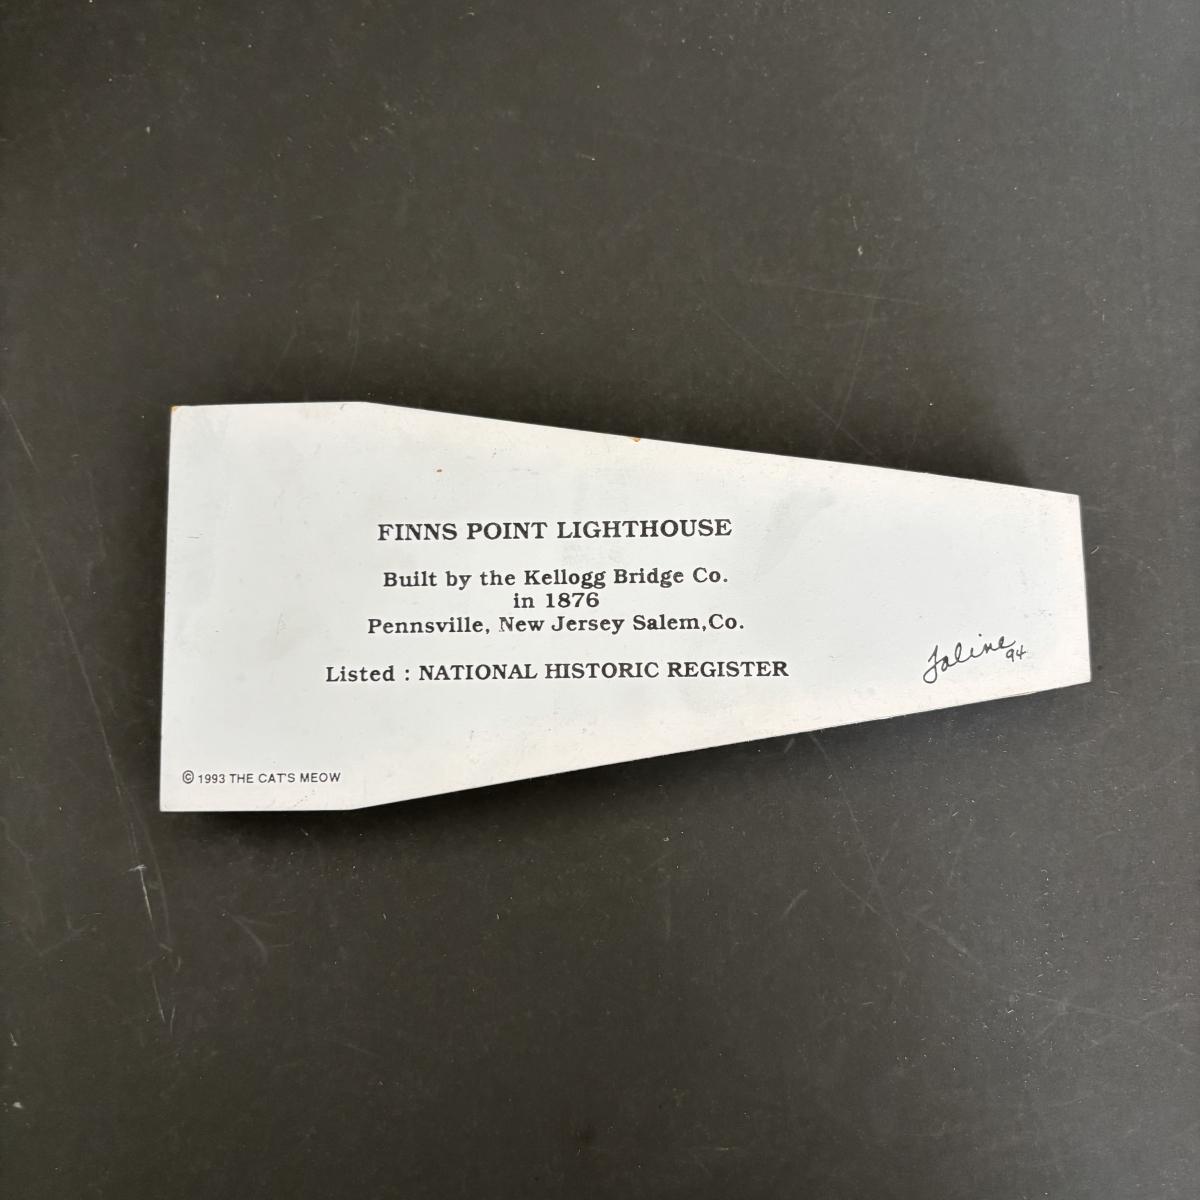 FINNS POINT LIGHTHOUSE
Built by the Kellogg Bridge Co.
in 1876
Pennsville, New Jersey Salem,Co.
Listed : NATIONAL HISTORIC REGISTER
Faline 94
© 1993 THE CAT'S MEOW